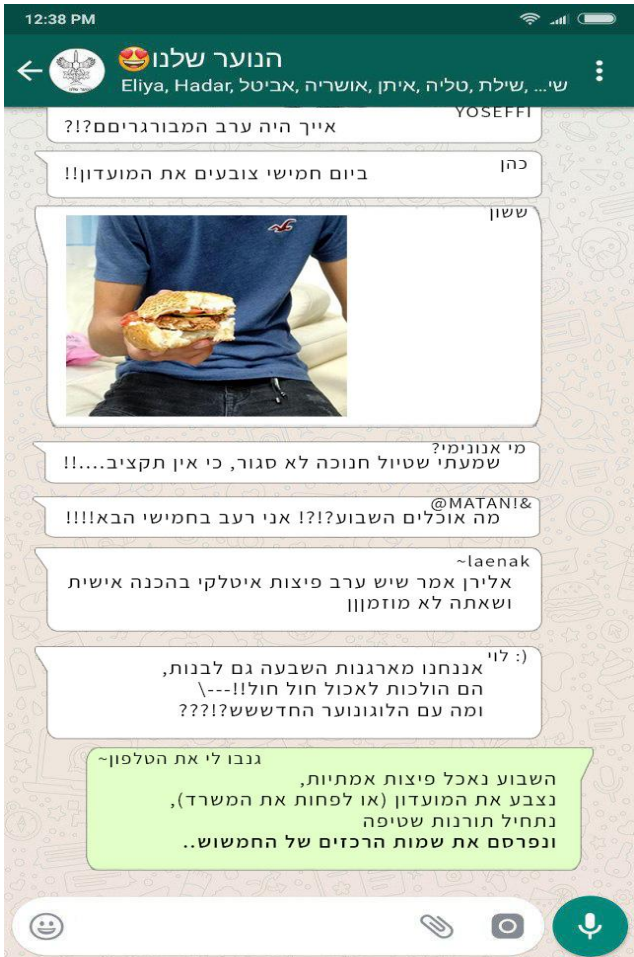 12:38 PM
הנוער שלנו😍
Eliya, Hadar, שי... ,שילת ,טליה ,איתן ,אושריה ,אביטל
YOSEFFI
אייך היה ערב המבורגריםם?!?
כהן
ביום חמישי צובעים את המועדון!!
ששון
מי אנונימי?
שמעתי שטיול חנוכה לא סגור, כי אין תקציב....!!
@MATAN!&
מה אוכלים השבוע?!?! אני רעב בחמישי הבא!!!!
~laenak
אלירן אמר שיש ערב פיצות איטלקי בהכנה אישית
ושאתה לא מוזמןןן
לוי :)
אננחנו מארגנות השבעה גם לבנות,
הם הולכות לאכול חול חול!!---\
ומה עם הלוגונוער החדשששש?!???
גנבו לי את הטלפון~
השבוע נאכל פיצות אמתיות,
נצבע את המועדון (או לפחות את המשרד),
נתחיל תורנות שטיפה
ונפרסם את שמות הרכזים של החמשוש..